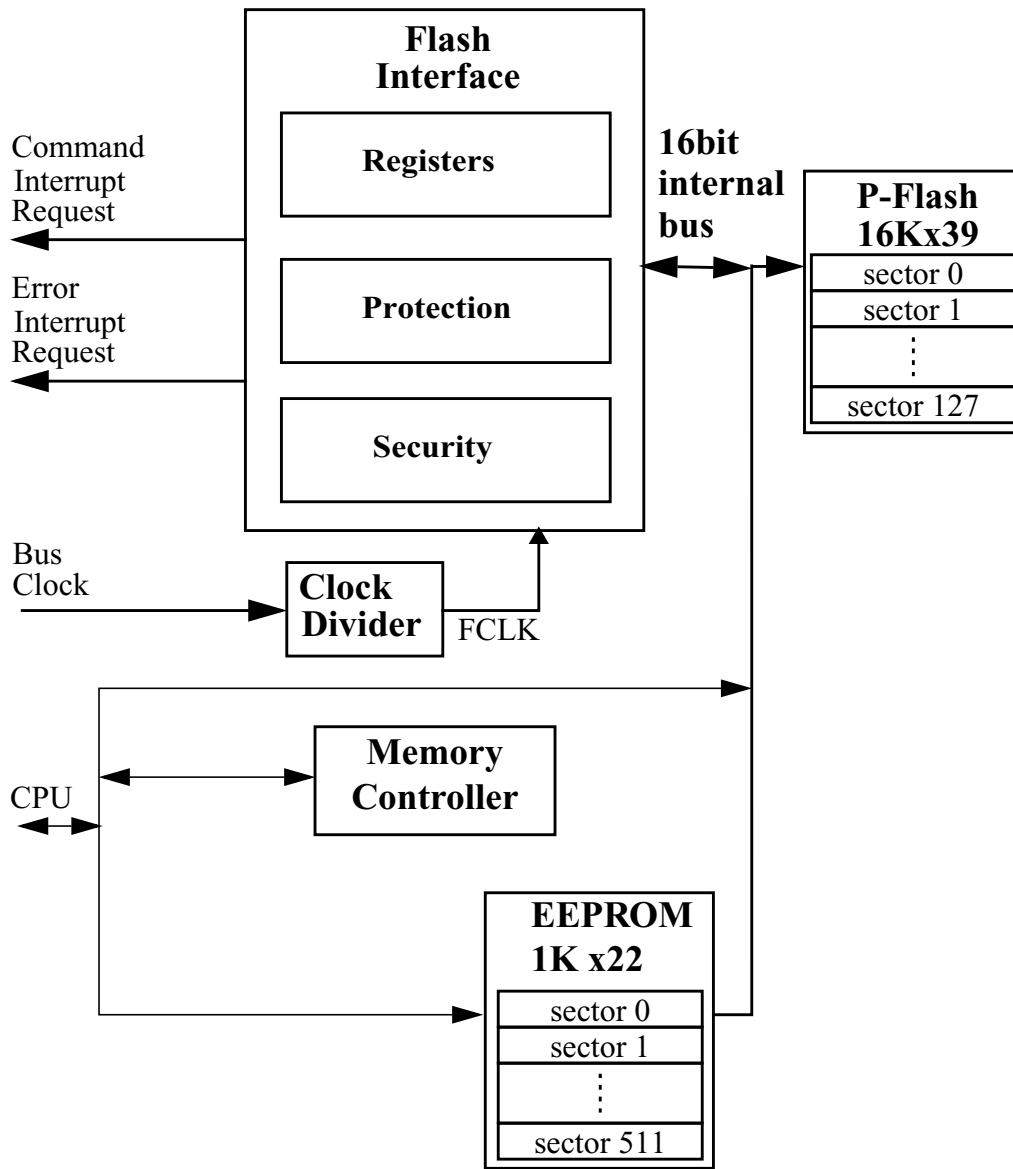 Flash
Interface
Registers
Protection
Security
Command
Interrupt
Request
Error
Interrupt
Request
16bit
internal
bus
P-Flash
16Kx39
sector 0
sector 1
sector 127
Bus
Clock
Clock
Divider
FCLK
Memory
Controller
CPU
EEPROM
1K x22
sector 0
sector 1
sector 511